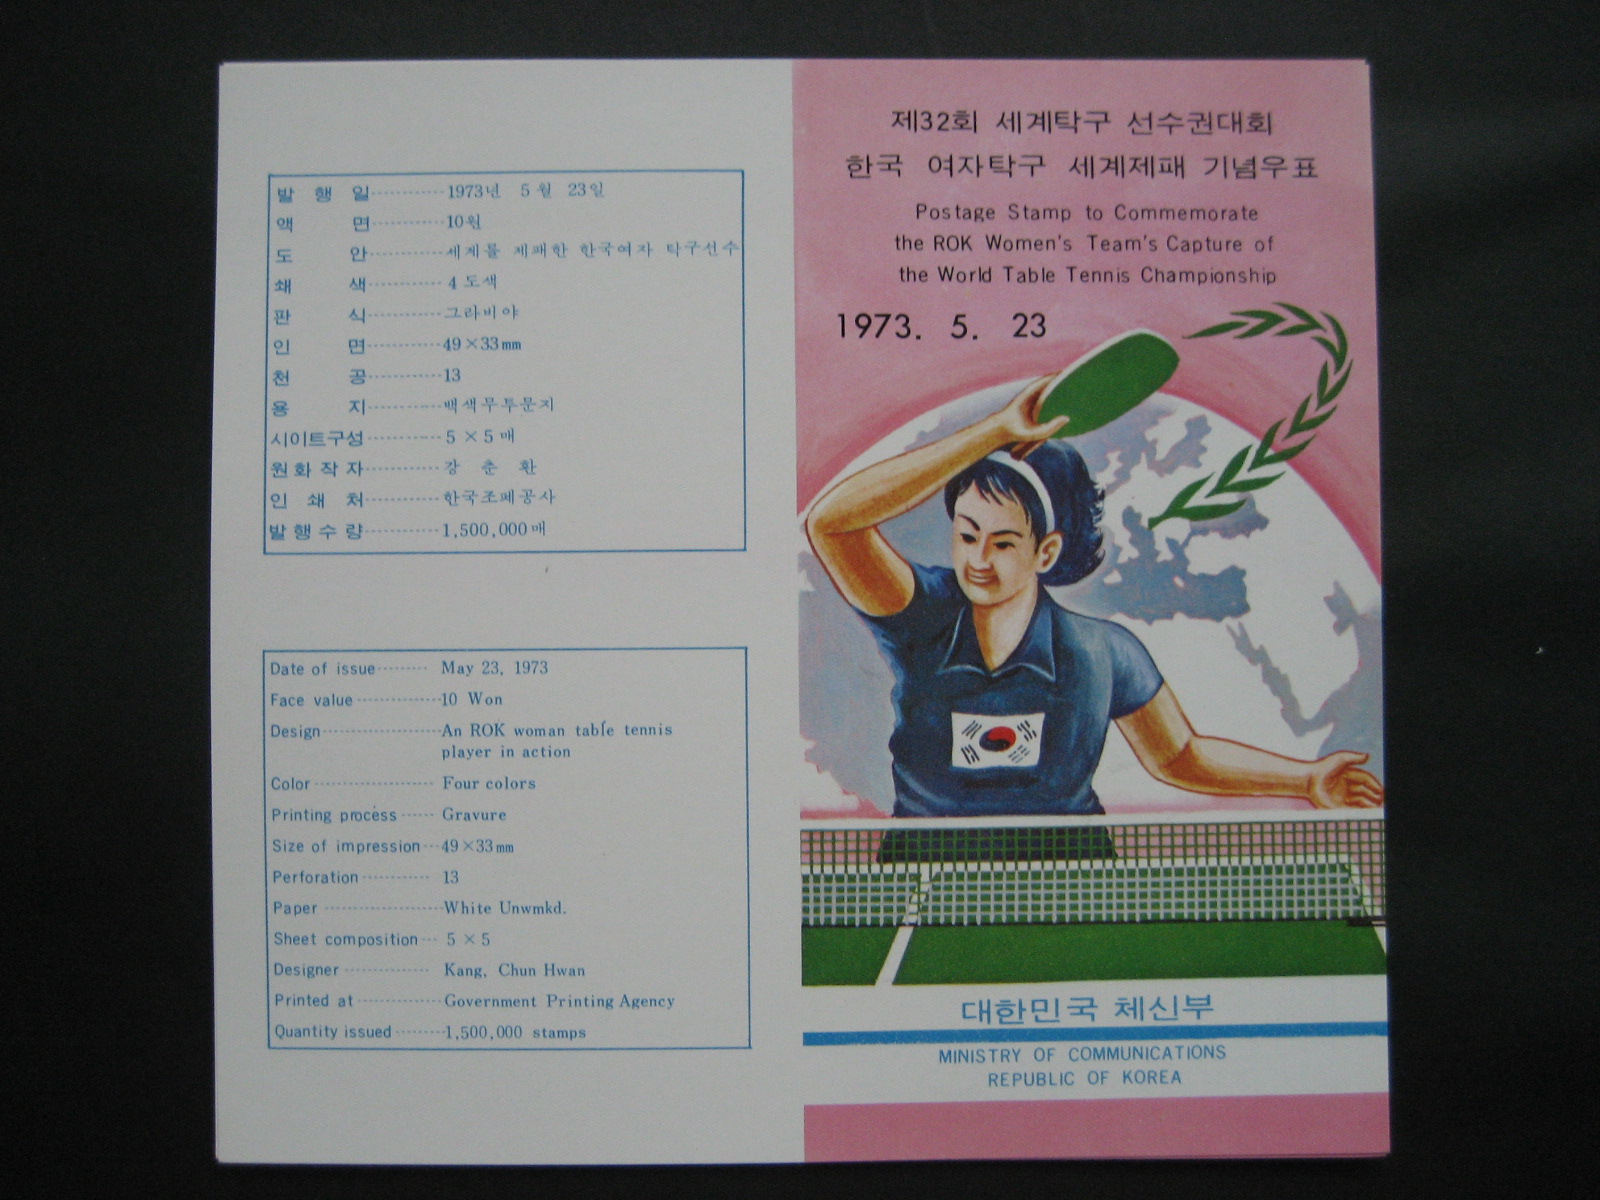 발 행 일 ············ 1973년 5월 23일
액 면 ············ 10원
도 안 ············ 세계를 제패한 한국여자 탁구선수
쇄 색 ············ 4도색
판 식 ············ 그라비야
인 면 ············ 49×33㎜
천 공 ············ 13
용 지 ············ 백색무투문지
시이트구성 ············ 5 × 5매
원 화 작 자 ············ 강 춘 환
인 쇄 처 ············ 한국조폐공사
발 행 수 량 ············ 1,500,000매
Date of issue ········· May 23, 1973
Face value ············ 10 Won
Design ············ An ROK woman table tennis
player in action
Color ············ Four colors
Printing process ······ Gravure
Size of impression ··· 49×33㎜
Perforation ············ 13
Paper ············ White Unwmkd.
Sheet composition ··· 5 × 5
Designer ············ Kang, Chun Hwan
Printed at ············ Government Printing Agency
Quantity issued ········ 1,500,000 stamps
제32회 세계탁구 선수권대회
한국 여자탁구 세계제패 기념우표
Postage Stamp to Commemorate
the ROK Women's Team's Capture of
the World Table Tennis Championship
1973. 5. 23
대한민국 체신부
MINISTRY OF COMMUNICATIONS
REPUBLIC OF KOREA